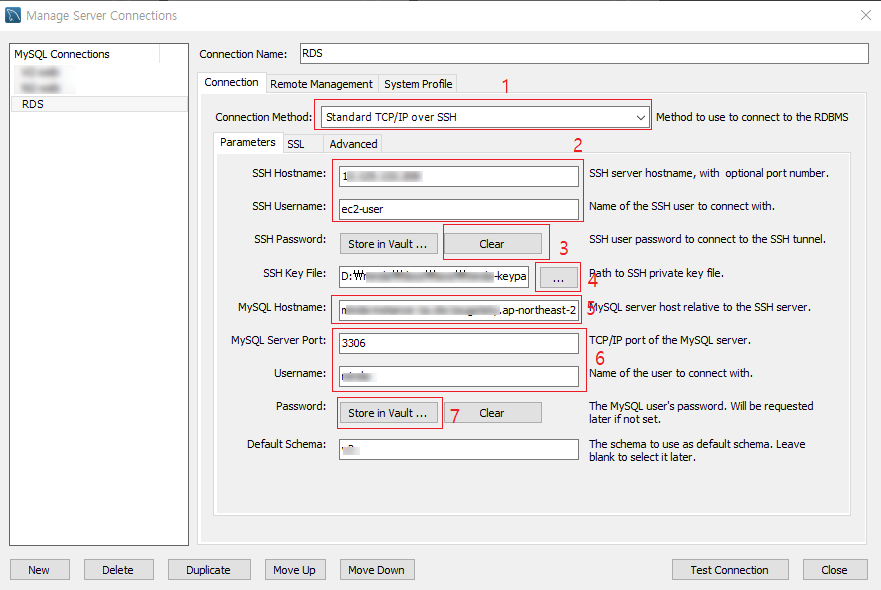 Manage Server Connections
MySQL Connections
RDS
Connection Name: RDS
Connection Remote Management System Profile
1
Connection Method: Standard TCP/IP over SSH Method to use to connect to the RDBMS
Parameters SSL Advanced
2
SSH Hostname: 1 SSH server hostname, with optional port number.
SSH Username: ec2-user Name of the SSH user to connect with.
SSH Password: Store in Vault ... Clear 3 SSH user password to connect to the SSH tunnel.
SSH Key File: D:₩ -keypa ... 4 Path to SSH private key file.
MySQL Hostname: .ap-northeast-2 5 MySQL server host relative to the SSH server.
MySQL Server Port: 3306 TCP/IP port of the MySQL server.
6
Username: Name of the user to connect with.
Password: Store in Vault ... 7 Clear The MySQL user's password. Will be requested
later if not set.
Default Schema: The schema to use as default schema. Leave
blank to select it later.
New Delete Duplicate Move Up Move Down Test Connection Close